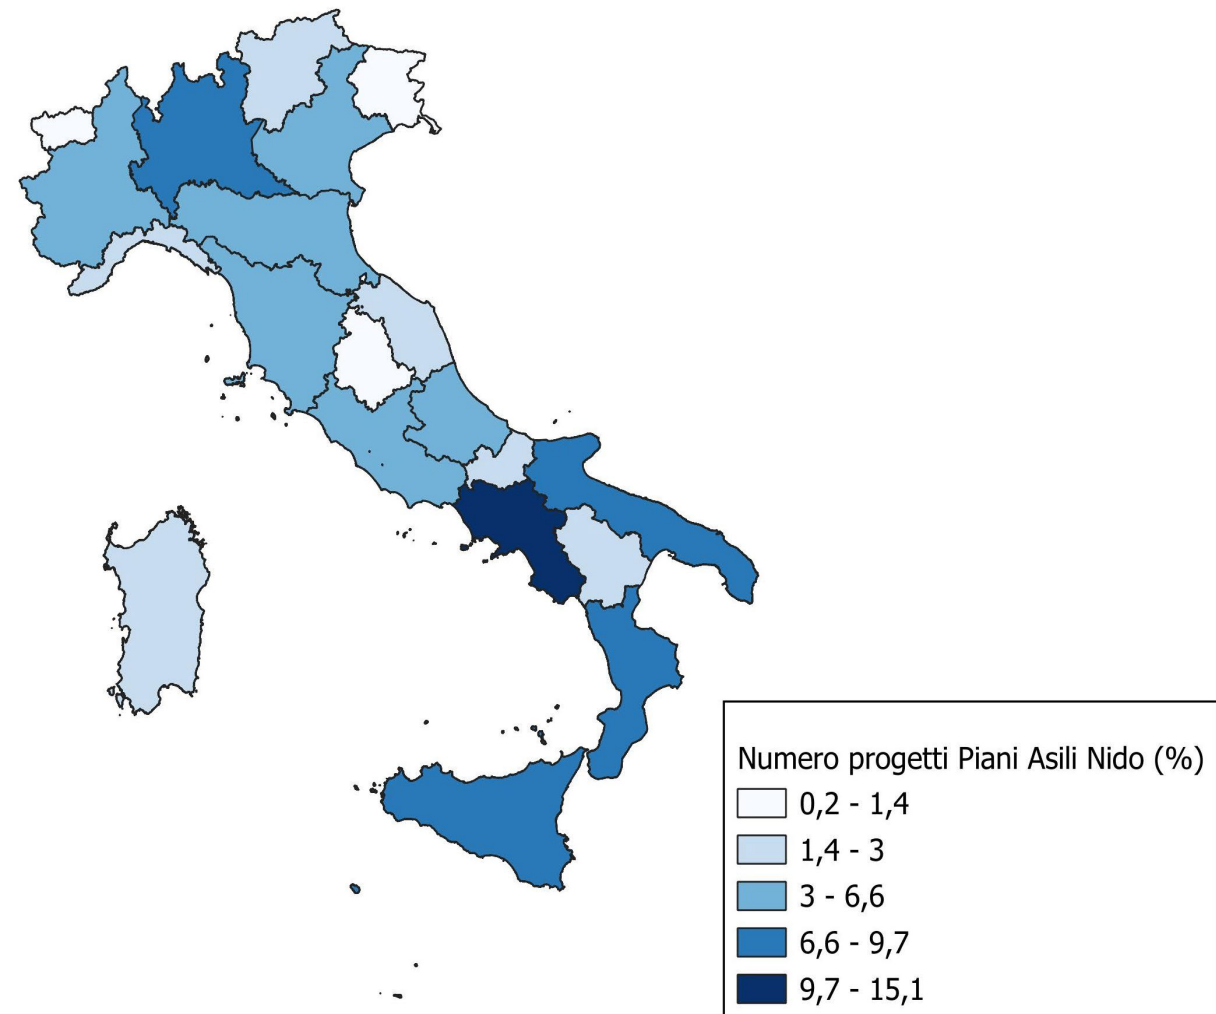 Numero progetti Piani Asili Nido (%)
0,2 - 1,4
1,4 - 3
3 - 6,6
6,6 - 9,7
9,7 - 15,1